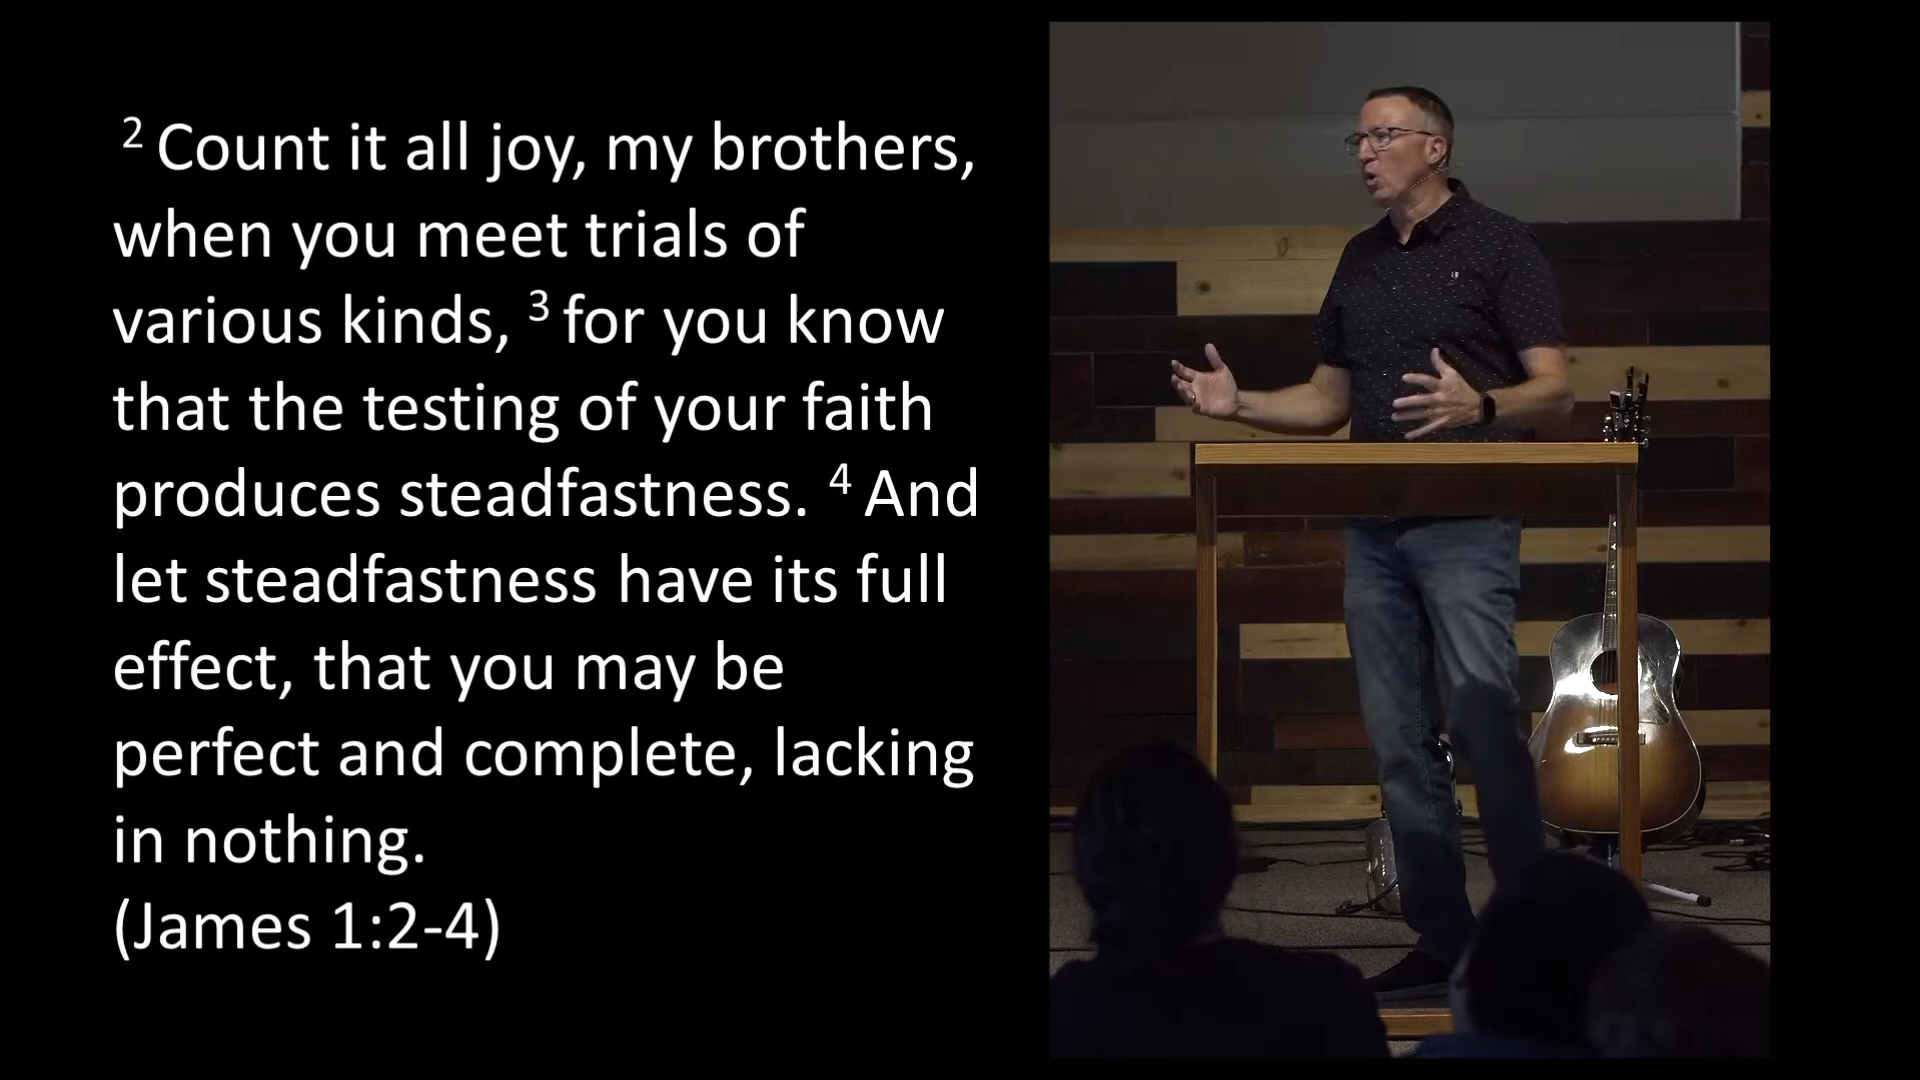 2 Count it all joy, my brothers,
when you meet trials of
various kinds, 3 for you know
that the testing of your faith
produces steadfastness. 4 And
let steadfastness have its full
effect, that you may be
perfect and complete, lacking
in nothing.
(James 1:2-4)